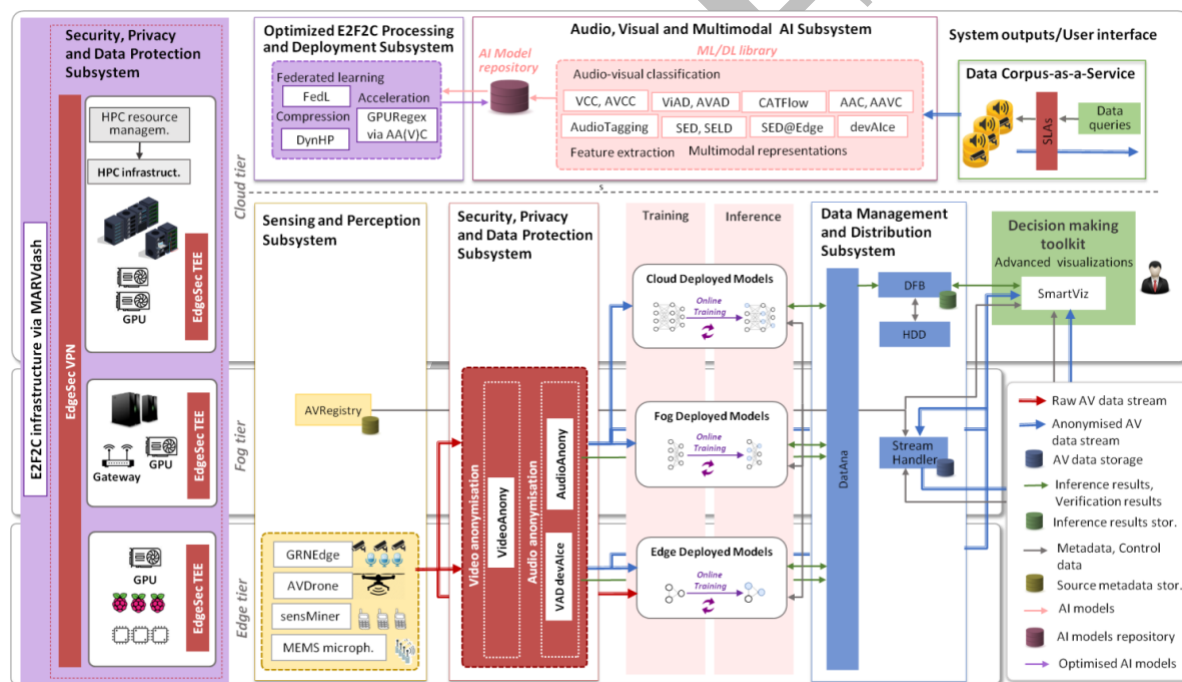 E2F2C infrastructure via MARVdash
Security, Privacy
and Data Protection
Subsystem
EdgeSec VPN
HPC resource
managem.
HPC infrastruct.
GPU
EdgeSec TEE
Gateway
GPU
EdgeSec TEE
GPU
EdgeSec TEE
Cloud tier
Fog tier
Edge tier
Optimized E2F2C Processing
and Deployment Subsystem
Federated learning
FedL
Acceleration
Compression
GPURegex
via AA(V)C
DynHP
AI Model
repository
Audio, Visual and Multimodal AI Subsystem
ML/DL library
Audio-visual classification
VCC, AVCC
ViAD, AVAD
CATFlow
AAC, AAVC
AudioTagging
SED, SELD
SED@Edge
devAIce
Feature extraction
Multimodal representations
System outputs/User interface
Data Corpus-as-a-Service
SLAs
Data
queries
s
Sensing and Perception
Subsystem
AVRegistry
GRNEdge
AVDrone
sensMiner
MEMS microph.
Security, Privacy
and Data Protection
Subsystem
Video anonymisation
VideoAnony
Audio anonymisation
AudioAnony
VAD devAIce
Training
Inference
Cloud Deployed Models
Online
Training
Fog Deployed Models
Online
Training
Edge Deployed Models
Online
Training
Data Management
and Distribution
Subsystem
DatAna
DFB
HDD
Stream
Handler
Decision making
toolkit
Advanced visualizations
SmartViz
Raw AV data stream
Anonymised AV
data stream
AV data storage
Inference results,
Verification results
Inference results stor.
Metadata, Control
data
Source metadata stor.
AI models
AI models repository
Optimised AI models